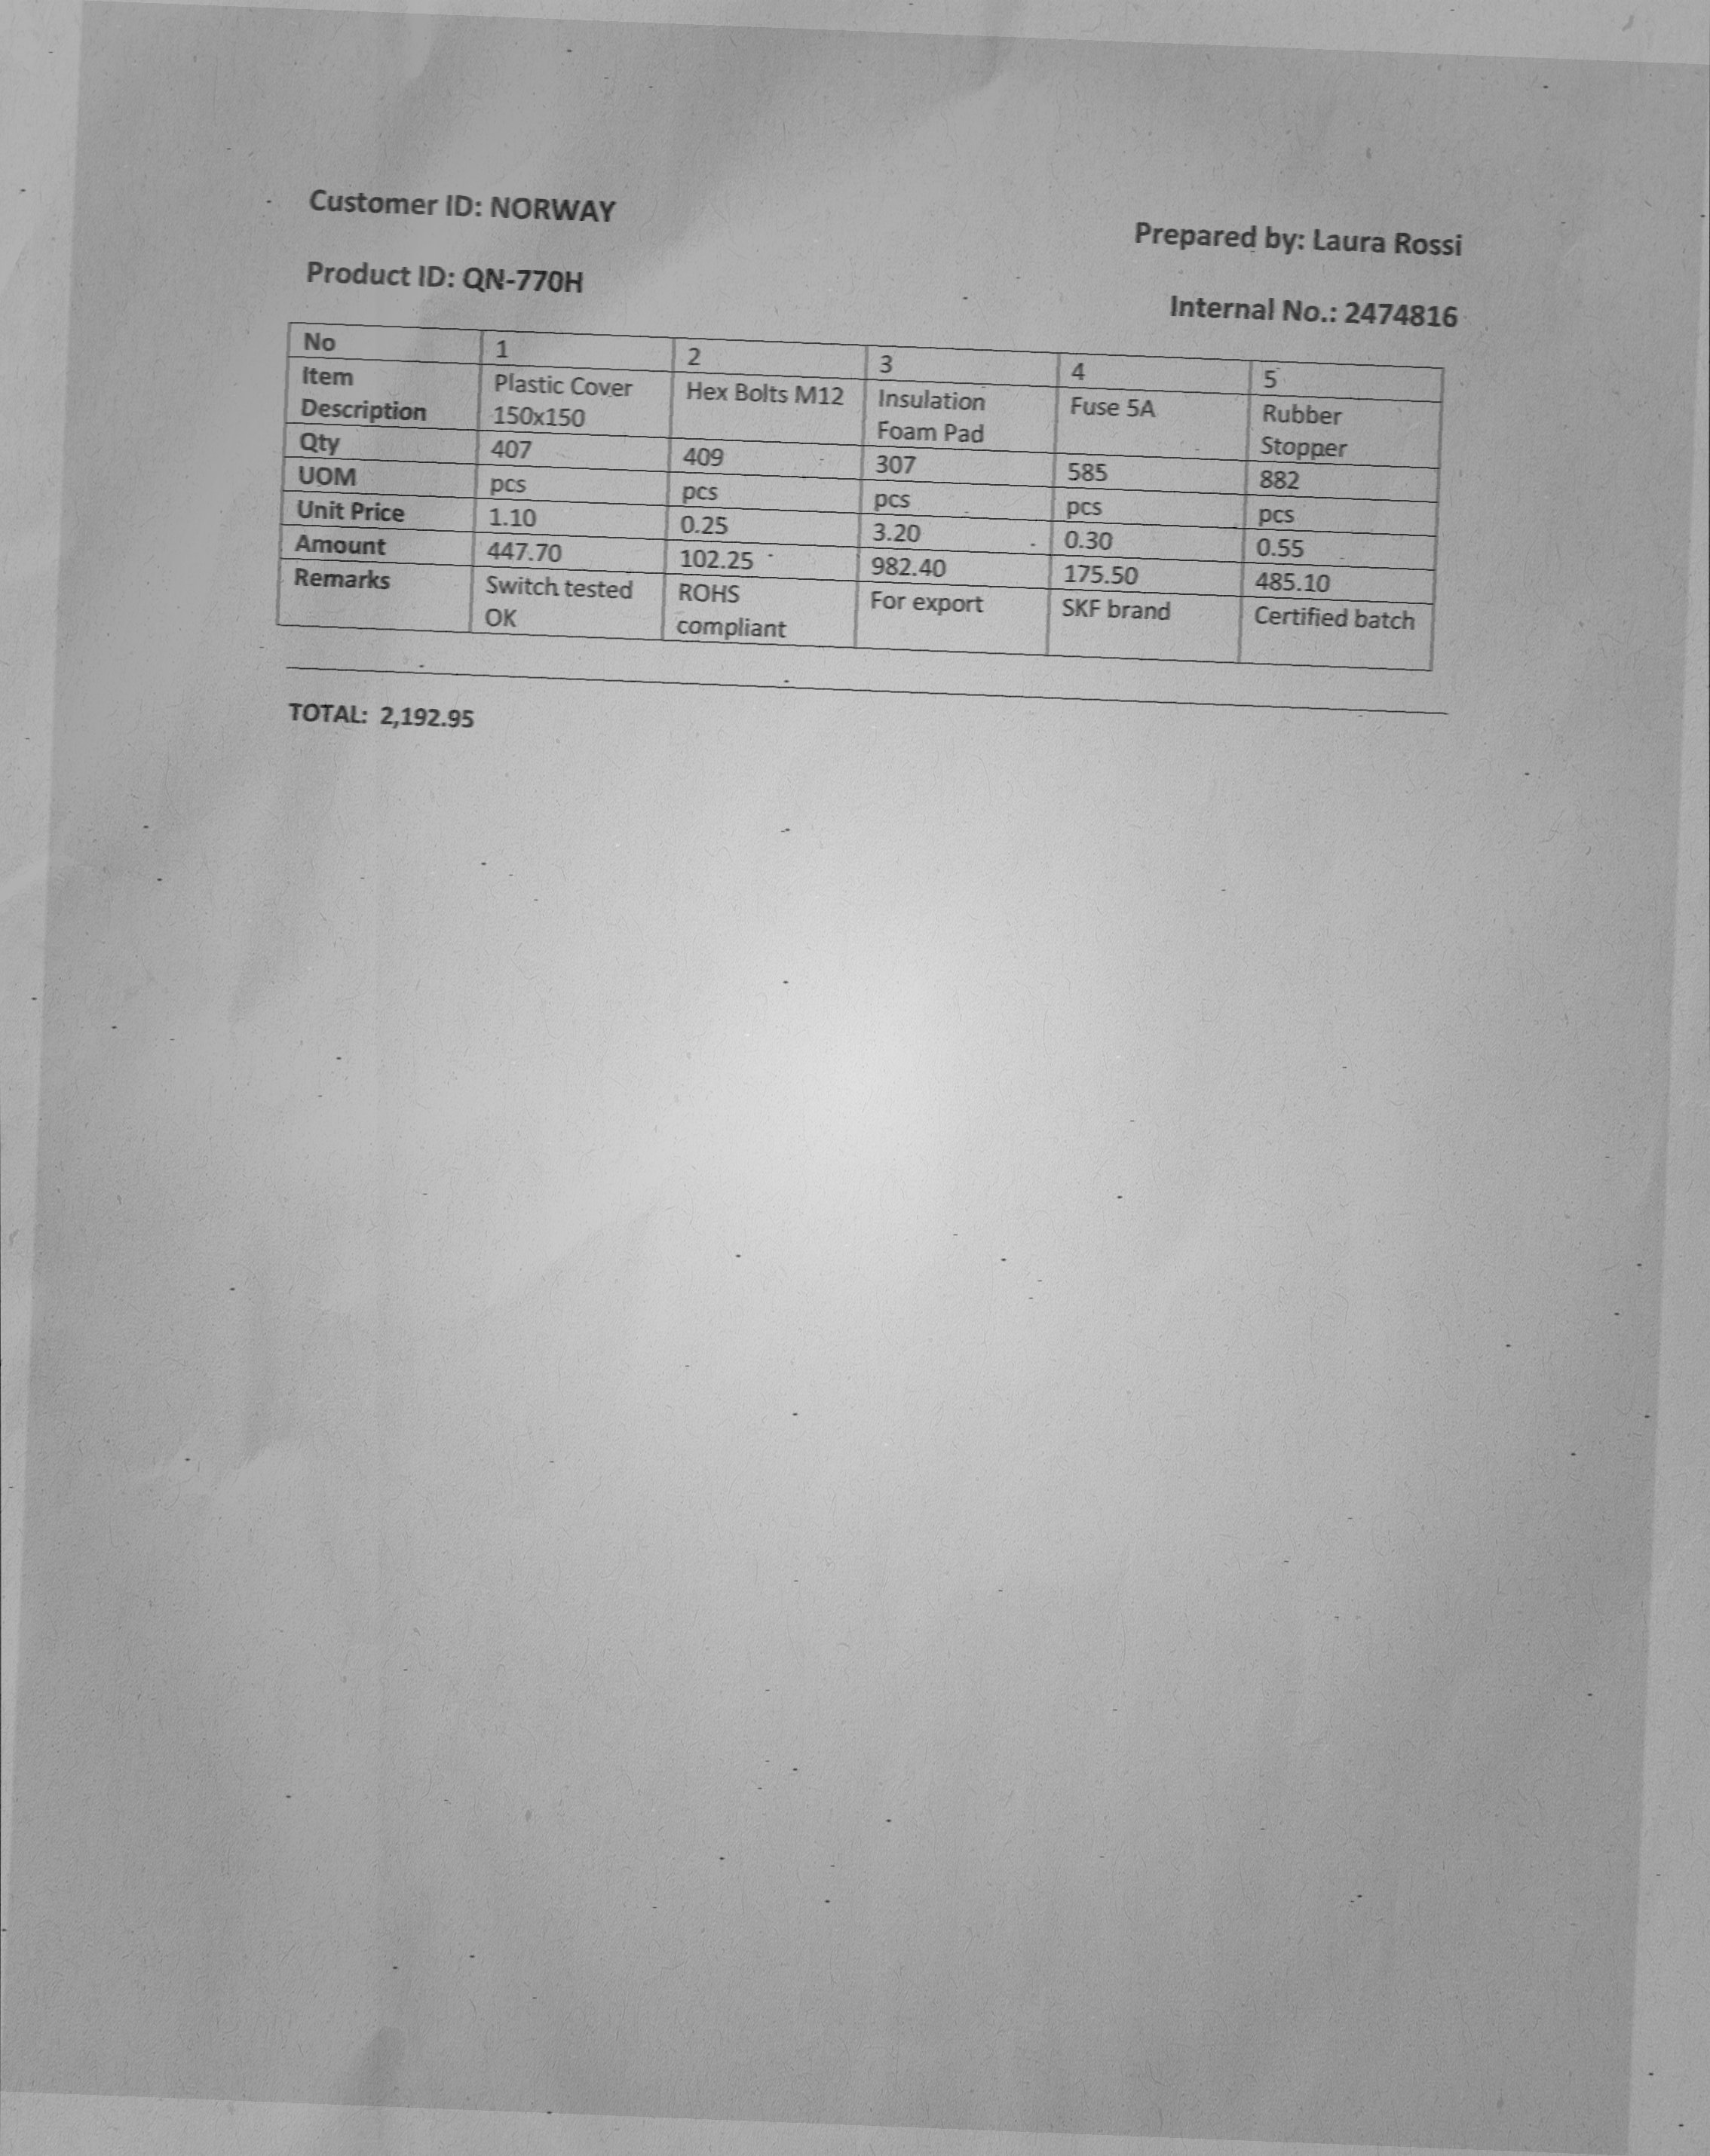 Customer ID: NORWAY
Prepared by: Laura Rossi
Product ID: QN-770H
Internal No.: 2474816
No 1 2 3 4 5
Item Description Plastic Cover 150x150 Hex Bolts M12 Insulation Foam Pad Fuse 5A Rubber Stopper
Qty 407 409 307 585 882
UOM pcs pcs pcs pcs pcs
Unit Price 1.10 0.25 3.20 0.30 0.55
Amount 447.70 102.25 982.40 175.50 485.10
Remarks Switch tested OK ROHS compliant For export SKF brand Certified batch
TOTAL: 2,192.95